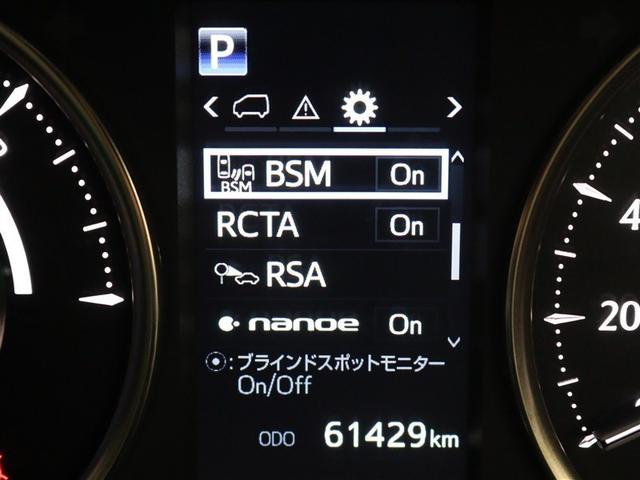 P
BSM BSM On
RCTA On
RSA
nanoe On
:ブラインドスポットモニター
On/Off
ODO 61429km
4
20